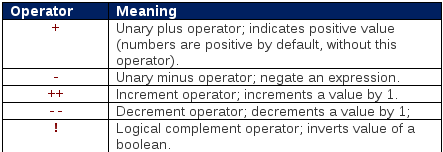 Operator Meaning
+ Unary plus operator; indicates positive value
(numbers are positive by default, without this
operator).
- Unary minus operator; negate an expression.
++ Increment operator; increments a value by 1.
-- Decrement operator; decrements a value by 1;
! Logical complement operator; inverts value of a
boolean.